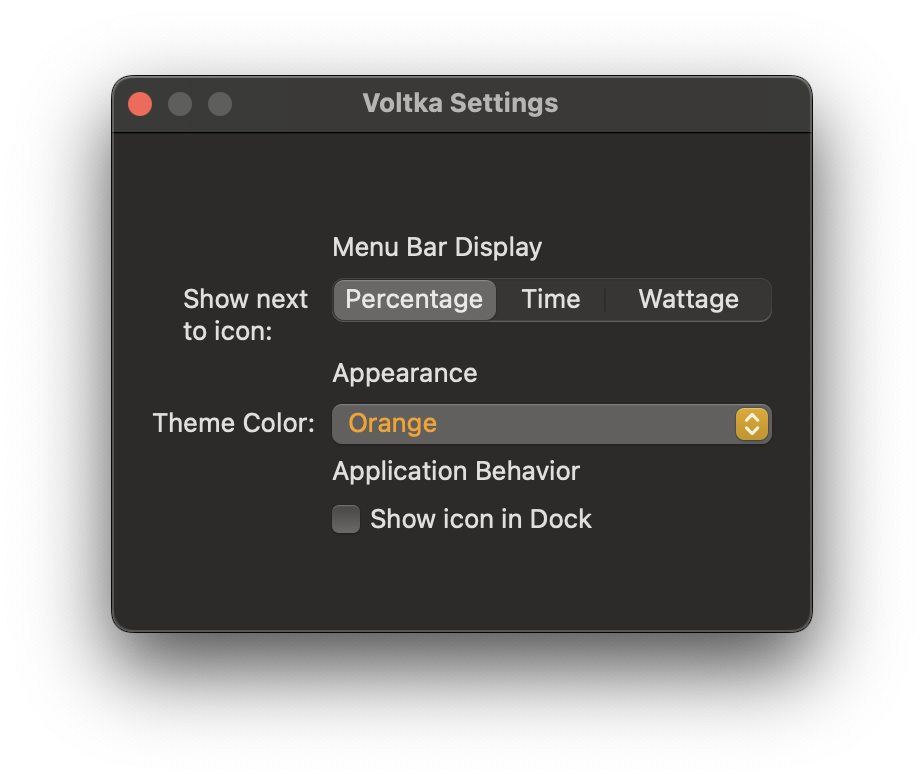 Voltka Settings
Menu Bar Display
Show next
to icon:
Percentage Time Wattage
Appearance
Theme Color: Orange
Application Behavior
Show icon in Dock